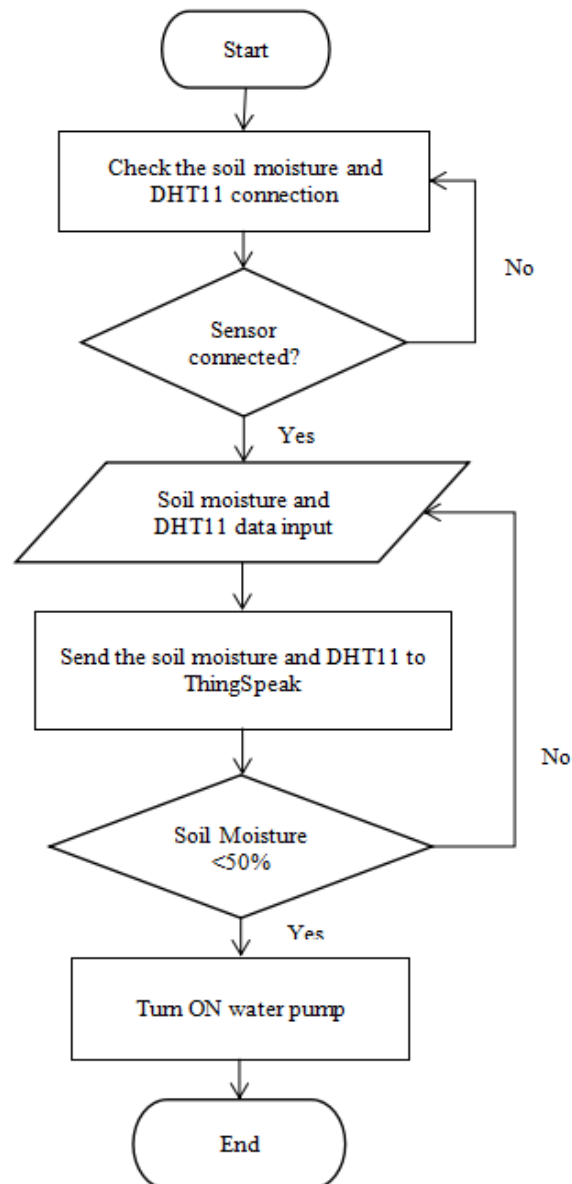 Start
Check the soil moisture and
DHT11 connection
No
Sensor
connected?
Yes
Soil moisture and
DHT11 data input
Send the soil moisture and DHT11 to
ThingSpeak
No
Soil Moisture
<50%
Yes
Turn ON water pump
End